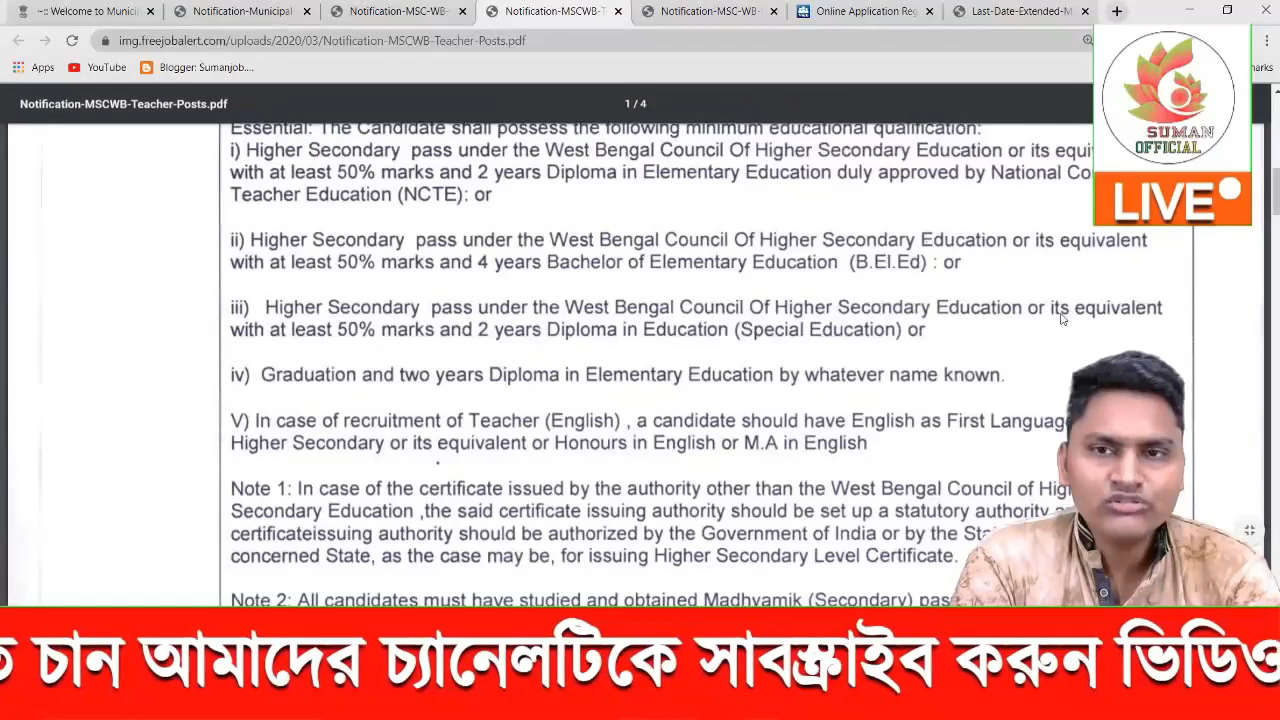 ~:: Welcome to Munici
Notification-Municipal
Notification-MSC-WB-
Notification-MSCWB-T
Notification-MSC-WB-
Online Application Reg
Last-Date-Extended-M
img.freejobalert.com/uploads/2020/03/Notification-MSCWB-Teacher-Posts.pdf
Apps
YouTube
Blogger: Sumanjob....
marks
Notification-MSCWB-Teacher-Posts.pdf
1 / 4
SUMAN
OFFICIAL
LIVE
Essential: The Candidate shall possess the following minimum educational qualification:
i) Higher Secondary pass under the West Bengal Council Of Higher Secondary Education or its equi
with at least 50% marks and 2 years Diploma in Elementary Education duly approved by National Co
Teacher Education (NCTE): or
ii) Higher Secondary pass under the West Bengal Council Of Higher Secondary Education or its equivalent
with at least 50% marks and 4 years Bachelor of Elementary Education (B.El.Ed) : or
iii) Higher Secondary pass under the West Bengal Council Of Higher Secondary Education or its equivalent
with at least 50% marks and 2 years Diploma in Education (Special Education) or
iv) Graduation and two years Diploma in Elementary Education by whatever name known.
V) In case of recruitment of Teacher (English) , a candidate should have English as First Languag
Higher Secondary or its equivalent or Honours in English or M.A in English
Note 1: In case of the certificate issued by the authority other than the West Bengal Council of Hig
Secondary Education ,the said certificate issuing authority should be set up a statutory authority
certificateissuing authority should be authorized by the Government of India or by the Sta
concerned State, as the case may be, for issuing Higher Secondary Level Certificate.
Note 2: All candidates must have studied and obtained Madhyamik (Secondary) pas
চান আমাদের চ্যানেলটিকে সাবস্ক্রাইব করুন ভিডিও